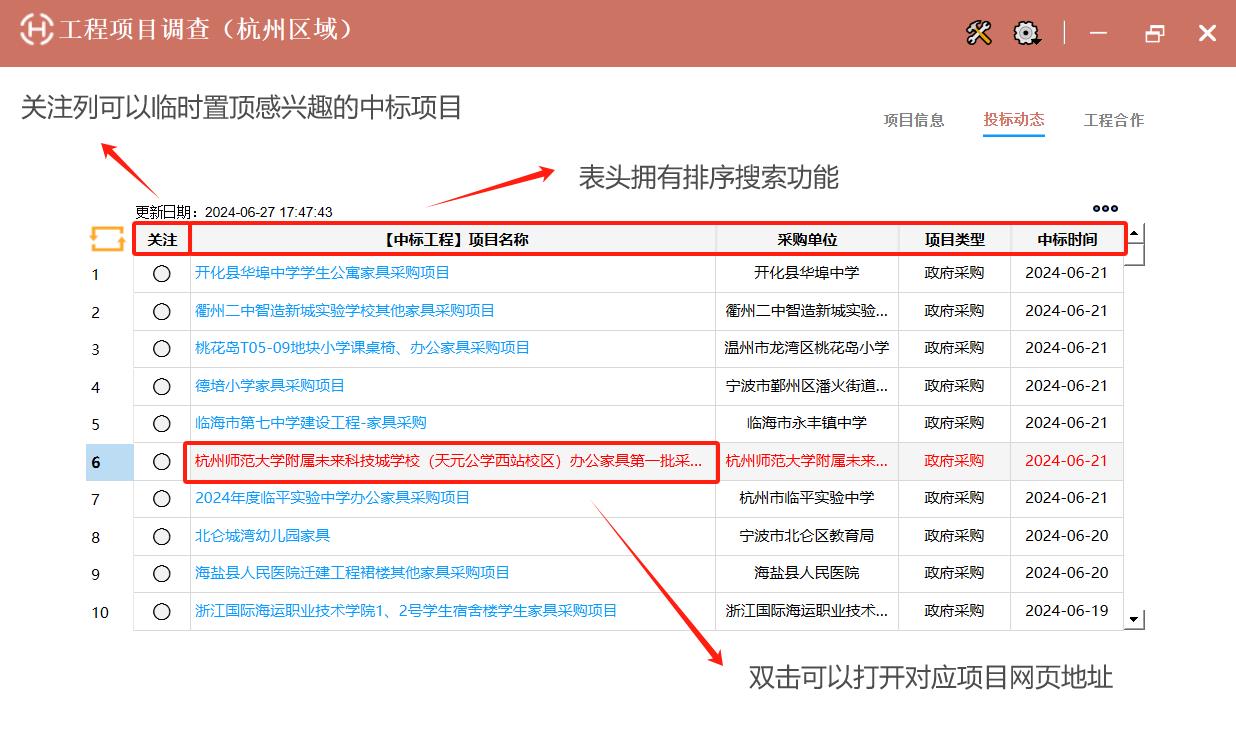 工程项目调查（杭州区域）
关注列可以临时置顶感兴趣的中标项目
项目信息 投标动态 工程合作
表头拥有排序搜索功能
更新日期：2024-06-27 17:47:43
关注 【中标工程】项目名称 采购单位 项目类型 中标时间
1 开化县华埠中学学生公寓家具采购项目 开化县华埠中学 政府采购 2024-06-21
2 衢州二中智造新城实验学校其他家具采购项目 衢州二中智造新城实验... 政府采购 2024-06-21
3 桃花岛T05-09地块小学课桌椅、办公家具采购项目 温州市龙湾区桃花岛小学 政府采购 2024-06-21
4 德培小学家具采购项目 宁波市鄞州区潘火街道... 政府采购 2024-06-21
5 临海市第七中学建设工程-家具采购 临海市永丰镇中学 政府采购 2024-06-21
6 杭州师范大学附属未来科技城学校（天元公学西站校区）办公家具第一批采... 杭州师范大学附属未来... 政府采购 2024-06-21
7 2024年度临平实验中学办公家具采购项目 杭州市临平实验中学 政府采购 2024-06-21
8 北仑城湾幼儿园家具 宁波市北仑区教育局 政府采购 2024-06-20
9 海盐县人民医院迁建工程裙楼其他家具采购项目 海盐县人民医院 政府采购 2024-06-20
10 浙江国际海运职业技术学院1、2号学生宿舍楼学生家具采购项目 浙江国际海运职业技术... 政府采购 2024-06-19
双击可以打开对应项目网页地址